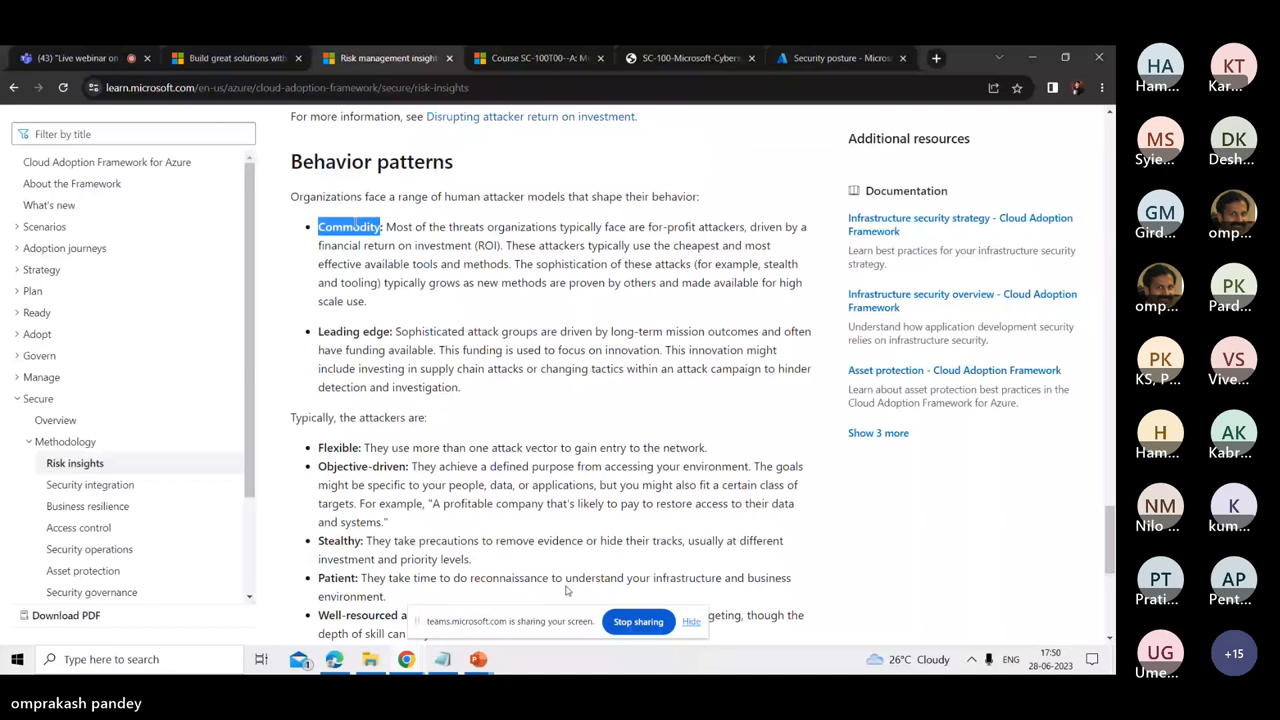 (43) "Live webinar on
Build great solutions with
Risk management insight
Course SC-100T00--A: M
SC-100-Microsoft-Cybers
Security posture - Micros
learn.microsoft.com/en-us/azure/cloud-adoption-framework/secure/risk-insights
Filter by title
Cloud Adoption Framework for Azure
About the Framework
What's new
Scenarios
Adoption journeys
Strategy
Plan
Ready
Adopt
Govern
Manage
Secure
Overview
Methodology
Risk insights
Security integration
Business resilience
Access control
Security operations
Asset protection
Security governance
Download PDF
For more information, see Disrupting attacker return on investment.
Behavior patterns
Organizations face a range of human attacker models that shape their behavior:
Commodity: Most of the threats organizations typically face are for-profit attackers, driven by a
financial return on investment (ROI). These attackers typically use the cheapest and most
effective available tools and methods. The sophistication of these attacks (for example, stealth
and tooling) typically grows as new methods are proven by others and made available for high
scale use.
Leading edge: Sophisticated attack groups are driven by long-term mission outcomes and often
have funding available. This funding is used to focus on innovation. This innovation might
include investing in supply chain attacks or changing tactics within an attack campaign to hinder
detection and investigation.
Typically, the attackers are:
Flexible: They use more than one attack vector to gain entry to the network.
Objective-driven: They achieve a defined purpose from accessing your environment. The goals
might be specific to your people, data, or applications, but you might also fit a certain class of
targets. For example, "A profitable company that's likely to pay to restore access to their data
and systems."
Stealthy: They take precautions to remove evidence or hide their tracks, usually at different
investment and priority levels.
Patient: They take time to do reconnaissance to understand your infrastructure and business
environment.
Well-resourced a
geting, though the
depth of skill can
teams.microsoft.com is sharing your screen.
Stop sharing
Hide
Additional resources
Documentation
Infrastructure security strategy - Cloud Adoption
Framework
Learn best practices for your infrastructure security
strategy.
Infrastructure security overview - Cloud Adoption
Framework
Understand how application development security
relies on infrastructure security.
Asset protection - Cloud Adoption Framework
Learn about asset protection best practices in the
Cloud Adoption Framework for Azure.
Show 3 more
Type here to search
1
26°C Cloudy
ENG
17:50
28-06-2023
HA
Ham...
KT
Kar...
MS
Syie...
DK
Desh...
GM
Gird...
omp...
omp...
PK
Pard...
PK
KS, P...
VS
Vive...
H
Ham...
AK
Kabr...
NM
Nilo ...
K
kum...
PT
Prati...
AP
Pent...
UG
Ume...
+15
omprakash pandey